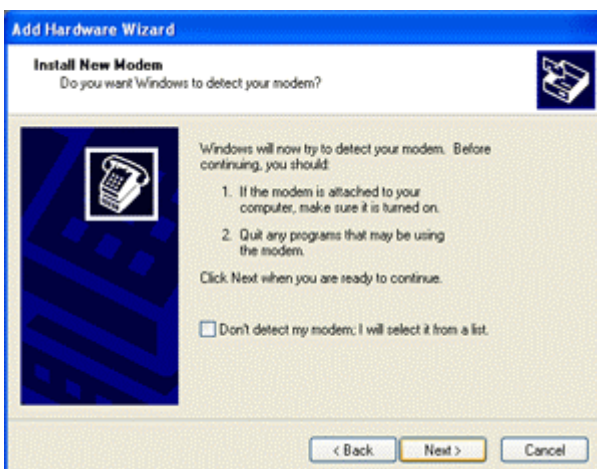 Add Hardware Wizard
Install New Modem
Do you want Windows to detect your modem?
Windows will now try to detect your modem. Before
continuing, you should:
1. If the modem is attached to your
computer, make sure it is turned on.
2. Quit any programs that may be using
the modem.
Click Next when you are ready to continue.
Don't detect my modem; I will select it from a list.
< Back Next > Cancel